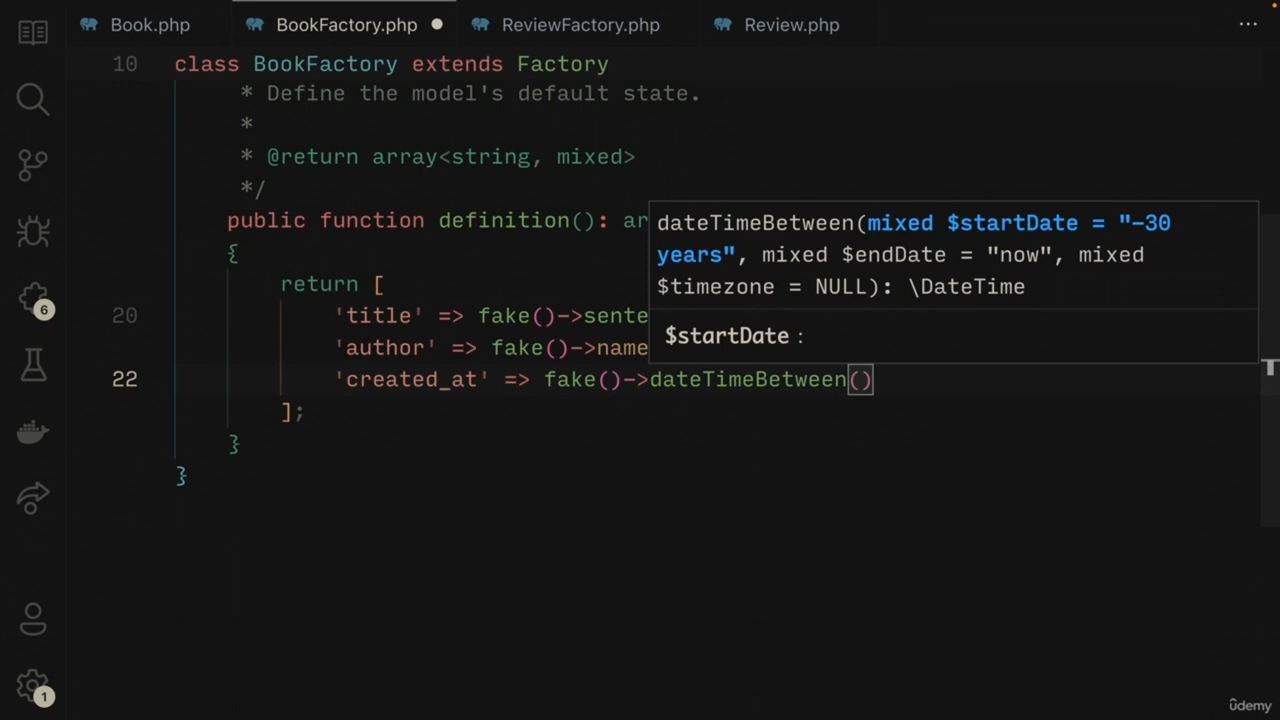 Book.php BookFactory.php ReviewFactory.php Review.php ...
10 class BookFactory extends Factory
* Define the model's default state.
*
* @return array<string, mixed>
*/
public function definition(): ar
{
return [
20 'title' => fake()->sente
'author' => fake()->name
22 'created_at' => fake()->dateTimeBetween()
];
}
}
dateTimeBetween(mixed $startDate = "-30
years", mixed $endDate = "now", mixed
$timezone = NULL): \DateTime
$startDate :
6
1
ûdemy